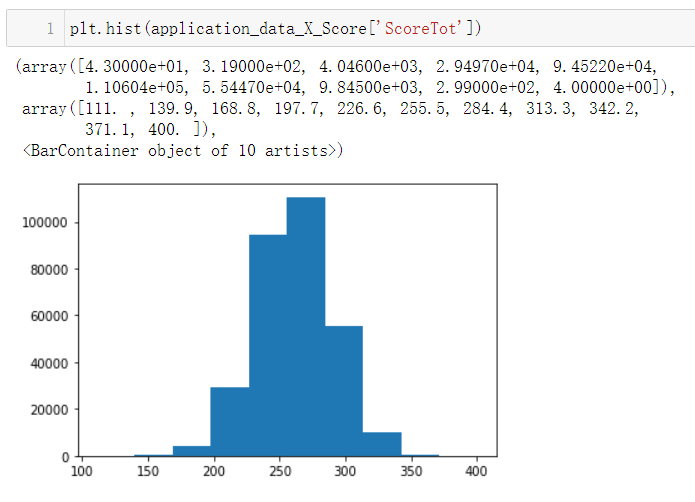 1 plt.hist(application_data_X_Score['ScoreTot'])
(array([4.30000e+01, 3.19000e+02, 4.04600e+03, 2.94970e+04, 9.45220e+04,
1.10604e+05, 5.54470e+04, 9.84500e+03, 2.99000e+02, 4.00000e+00]),
array([111. , 139.9, 168.8, 197.7, 226.6, 255.5, 284.4, 313.3, 342.2,
371.1, 400. ]),
<BarContainer object of 10 artists>)
100000
80000
60000
40000
20000
0
100 150 200 250 300 350 400